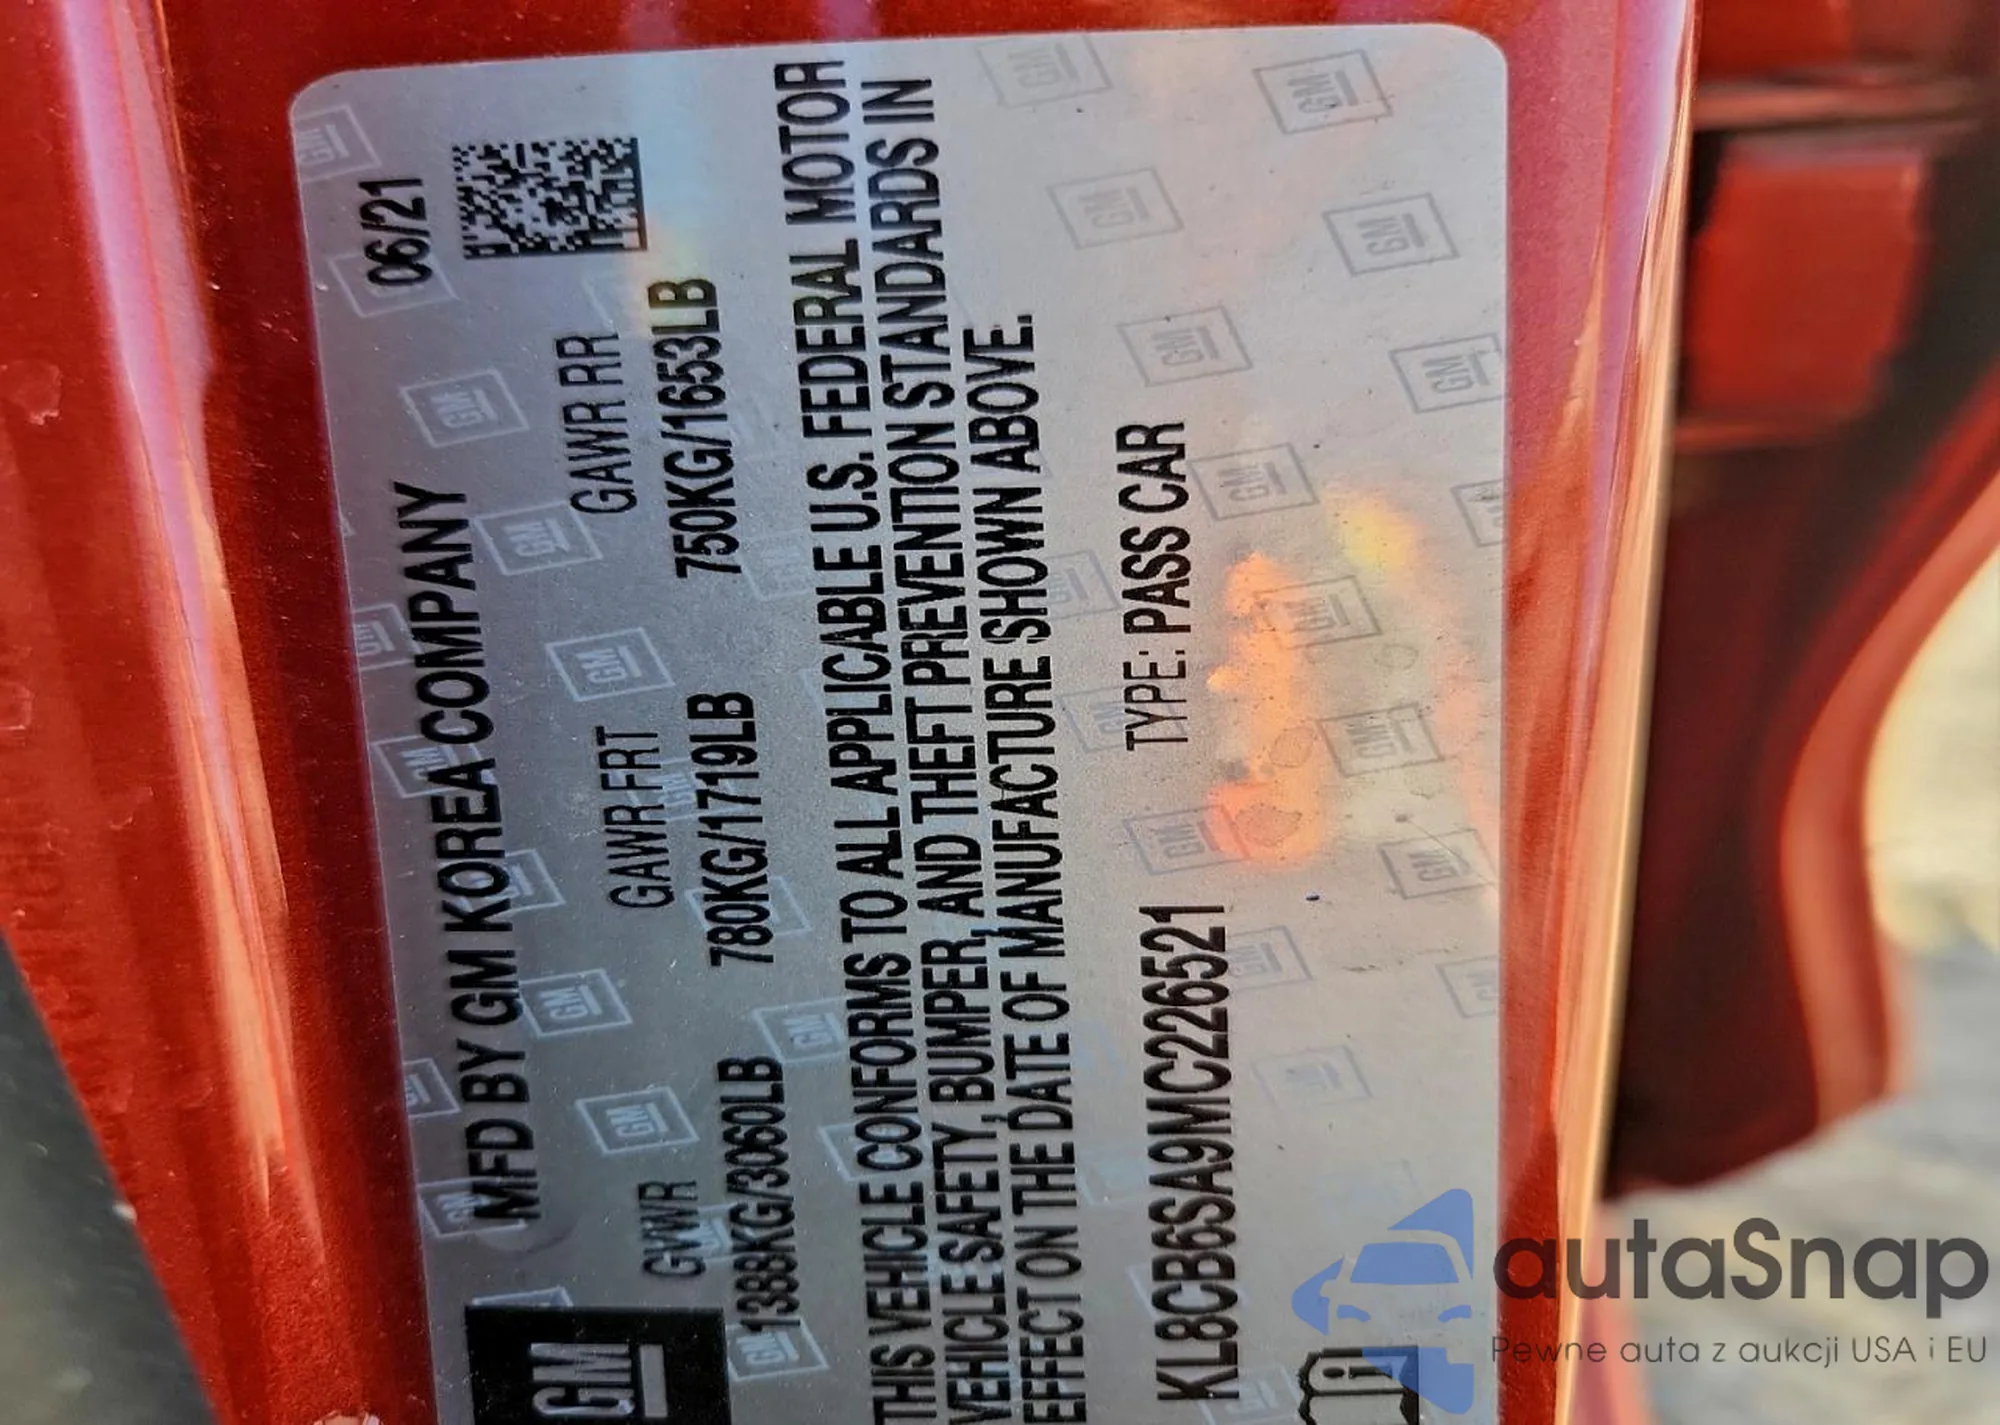 MFD BY GM KOREA COMPANY 06/21
GVWR GAWR FRT GAWR RR
1388KG/3060LB 780KG/1719LB 750KG/1653LB
THIS VEHICLE CONFORMS TO ALL APPLICABLE U.S. FEDERAL MOTOR
VEHICLE SAFETY, BUMPER, AND THEFT PREVENTION STANDARDS IN
EFFECT ON THE DATE OF MANUFACTURE SHOWN ABOVE.
KL8CB6SA9MC226521 TYPE: PASS CAR
GM
autaSnap
Pewne auta z aukcji USA i EU